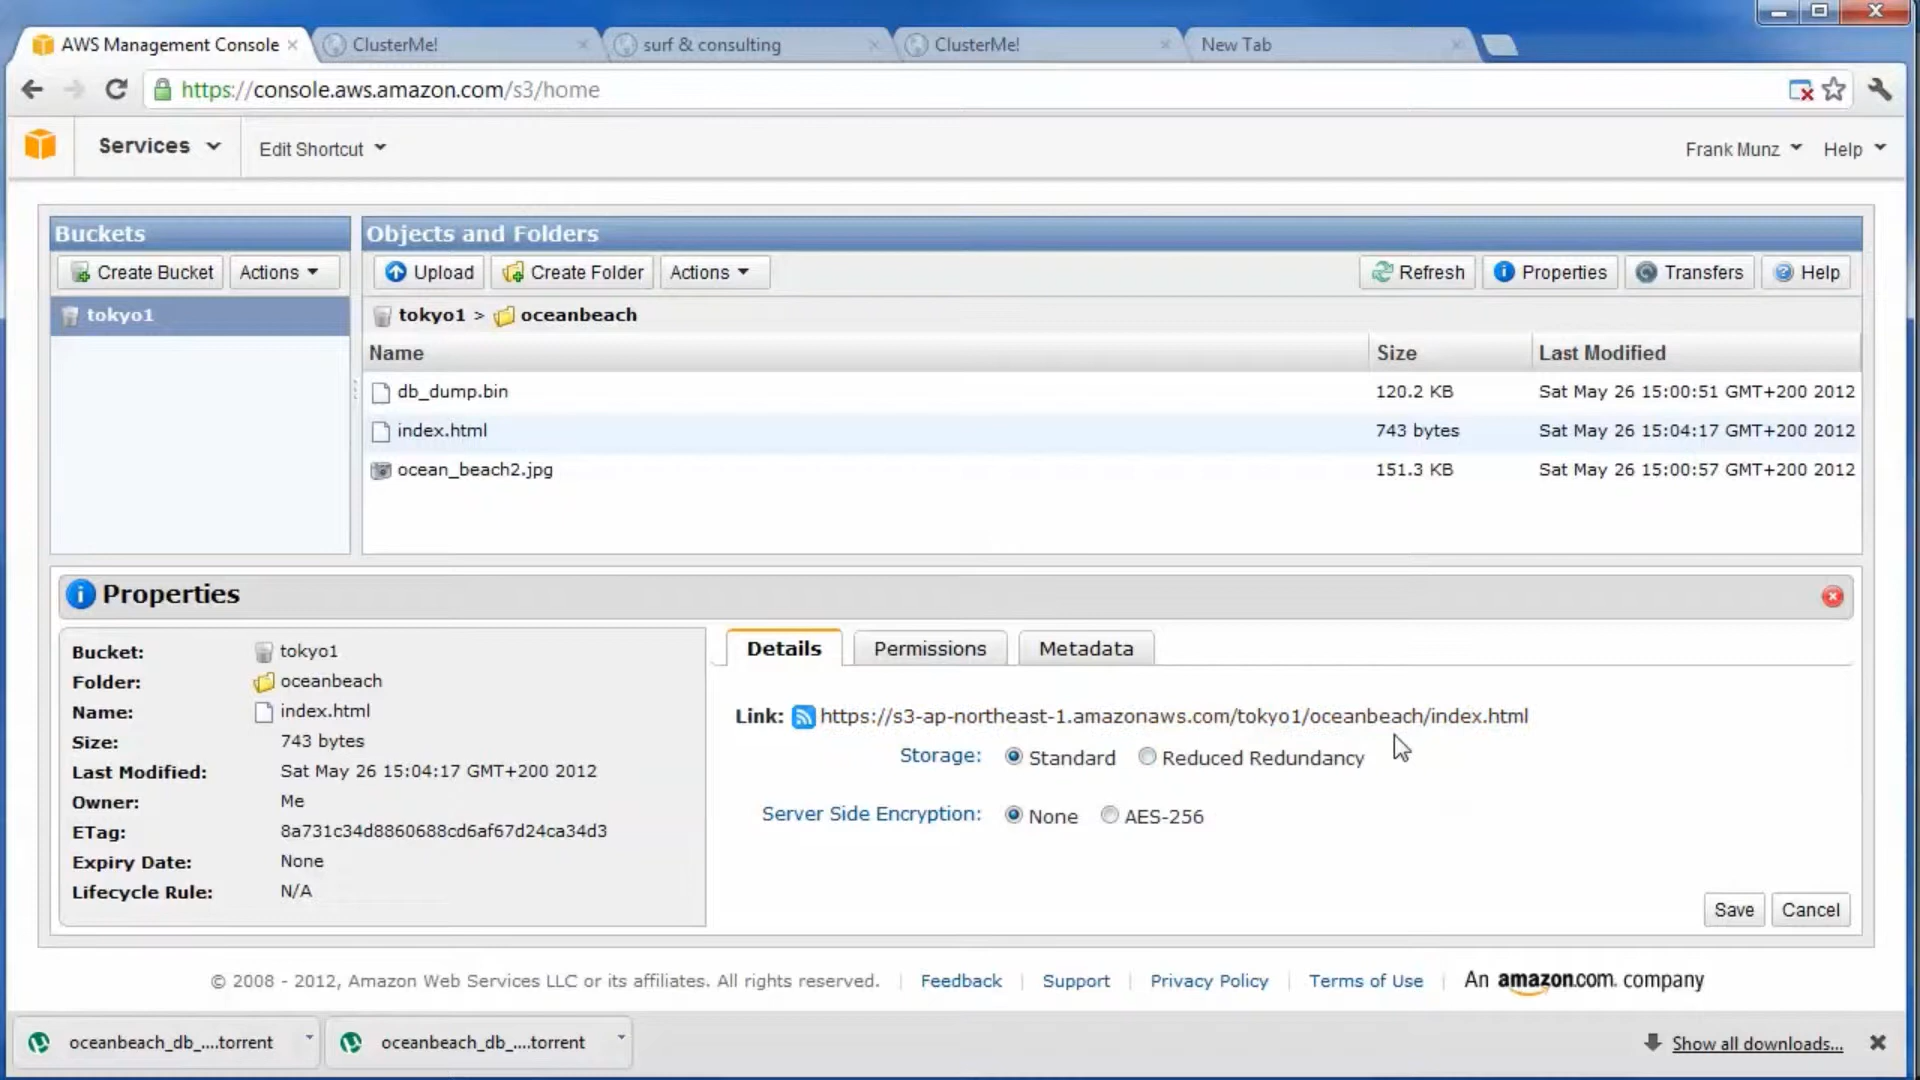 AWS Management Console
ClusterMe!
surf & consulting
ClusterMe!
New Tab
https://console.aws.amazon.com/s3/home
Services
Edit Shortcut
Frank Munz
Help
Buckets
Objects and Folders
Create Bucket
Actions
Upload
Create Folder
Actions
Refresh
Properties
Transfers
Help
tokyo1
tokyo1 > oceanbeach
Name
Size
Last Modified
db_dump.bin
120.2 KB
Sat May 26 15:00:51 GMT+200 2012
index.html
743 bytes
Sat May 26 15:04:17 GMT+200 2012
ocean_beach2.jpg
151.3 KB
Sat May 26 15:00:57 GMT+200 2012
Properties
Bucket: tokyo1
Folder: oceanbeach
Name: index.html
Size: 743 bytes
Last Modified: Sat May 26 15:04:17 GMT+200 2012
Owner: Me
ETag: 8a731c34d8860688cd6af67d24ca34d3
Expiry Date: None
Lifecycle Rule: N/A
Details
Permissions
Metadata
Link: https://s3-ap-northeast-1.amazonaws.com/tokyo1/oceanbeach/index.html
Storage: Standard Reduced Redundancy
Server Side Encryption: None AES-256
Save
Cancel
© 2008 - 2012, Amazon Web Services LLC or its affiliates. All rights reserved. | Feedback | Support | Privacy Policy | Terms of Use | An amazon.com. company
oceanbeach_db_....torrent
oceanbeach_db_....torrent
Show all downloads...